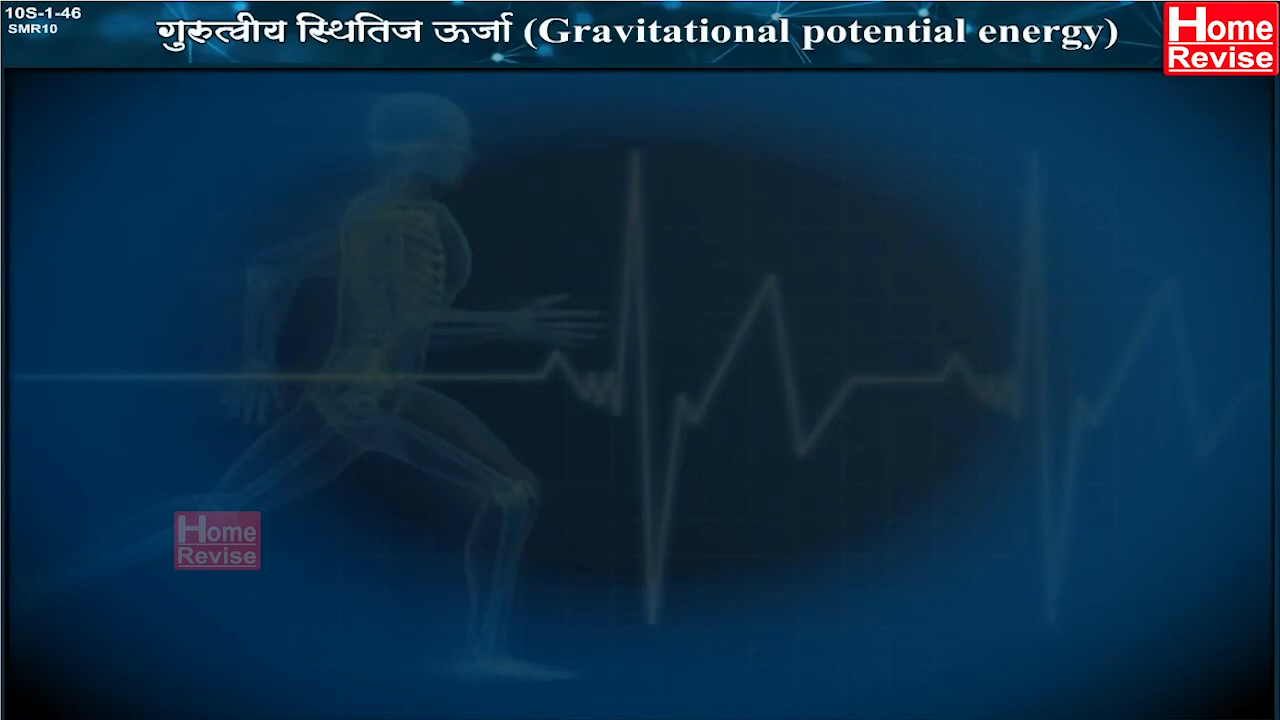 10S-1-46
SMR10
गुरुत्वीय स्थितिज ऊर्जा (Gravitational potential energy)
Home
Revise
Home
Revise